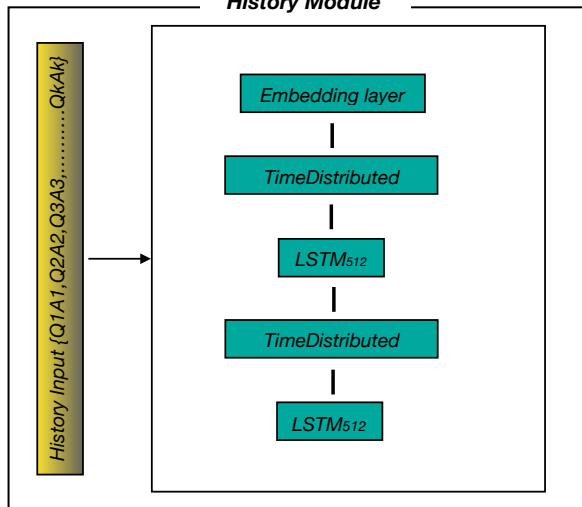 History Module
History Input {Q1A1,Q2A2,Q3A3,.........QkAk}
Embedding layer
TimeDistributed
LSTM512
TimeDistributed
LSTM512